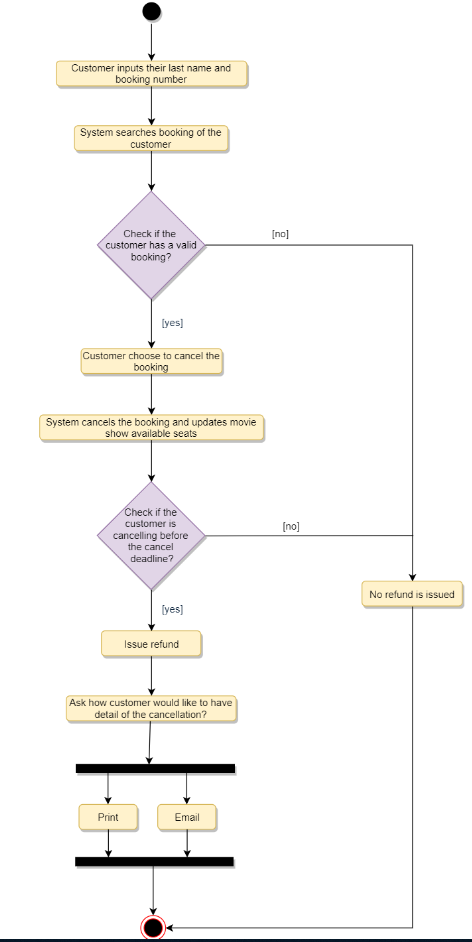 Customer inputs their last name and
booking number
System searches booking of the
customer
Check if the
customer has a valid
booking?
[no]
[yes]
Customer choose to cancel the
booking
System cancels the booking and updates movie
show available seats
Check if the
customer is
cancelling before
the cancel
deadline?
[no]
No refund is issued
[yes]
Issue refund
Ask how customer would like to have
detail of the cancellation?
Print
Email